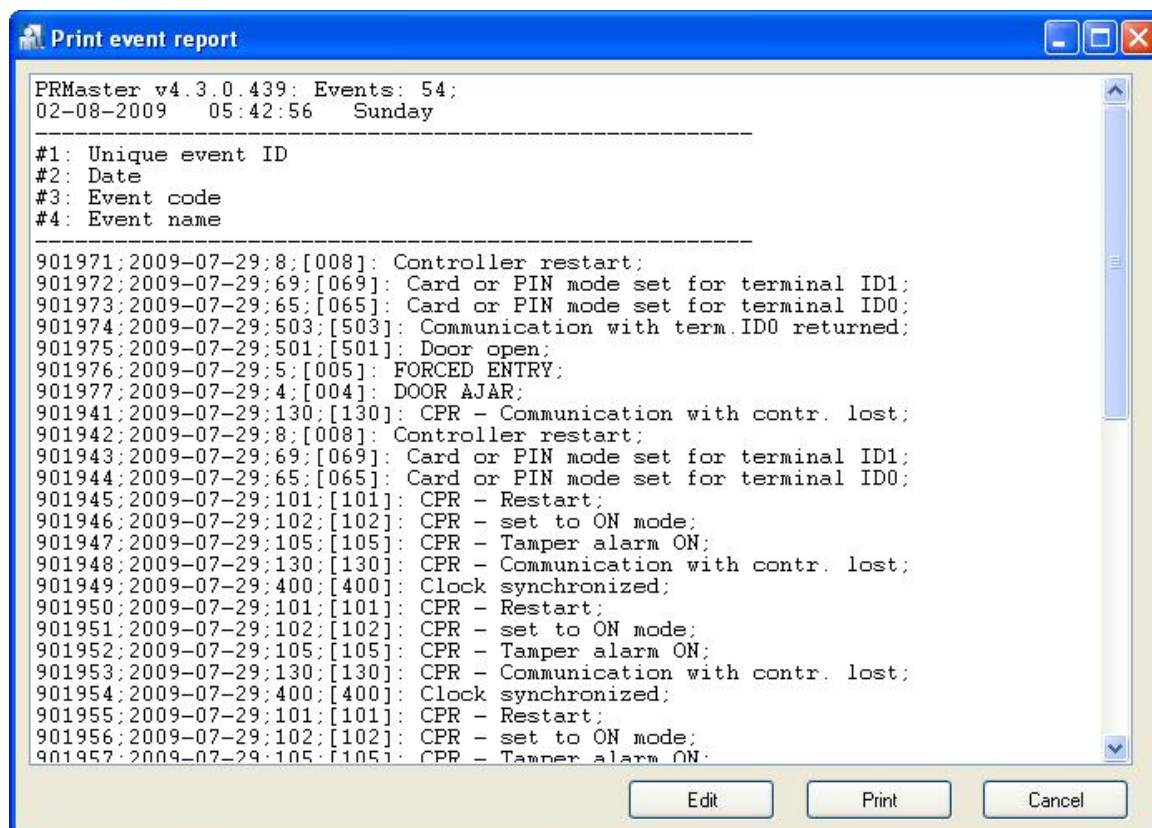 Print event report
PRMaster v4.3.0.439: Events: 54;
02-08-2009   05:42:56   Sunday
------------------------------------------------------
#1: Unique event ID
#2: Date
#3: Event code
#4: Event name
------------------------------------------------------
901971;2009-07-29;8;[008]: Controller restart;
901972;2009-07-29;69;[069]: Card or PIN mode set for terminal ID1;
901973;2009-07-29;65;[065]: Card or PIN mode set for terminal ID0;
901974;2009-07-29;503;[503]: Communication with term.ID0 returned;
901975;2009-07-29;501;[501]: Door open;
901976;2009-07-29;5;[005]: FORCED ENTRY;
901977;2009-07-29;4;[004]: DOOR AJAR;
901941;2009-07-29;130;[130]: CPR - Communication with contr. lost;
901942;2009-07-29;8;[008]: Controller restart;
901943;2009-07-29;69;[069]: Card or PIN mode set for terminal ID1;
901944;2009-07-29;65;[065]: Card or PIN mode set for terminal ID0;
901945;2009-07-29;101;[101]: CPR - Restart;
901946;2009-07-29;102;[102]: CPR - set to ON mode;
901947;2009-07-29;105;[105]: CPR - Tamper alarm ON;
901948;2009-07-29;130;[130]: CPR - Communication with contr. lost;
901949;2009-07-29;400;[400]: Clock synchronized;
901950;2009-07-29;101;[101]: CPR - Restart;
901951;2009-07-29;102;[102]: CPR - set to ON mode;
901952;2009-07-29;105;[105]: CPR - Tamper alarm ON;
901953;2009-07-29;130;[130]: CPR - Communication with contr. lost;
901954;2009-07-29;400;[400]: Clock synchronized;
901955;2009-07-29;101;[101]: CPR - Restart;
901956;2009-07-29;102;[102]: CPR - set to ON mode;
901957;2009-07-29;105;[105]: CPR - Tamper alarm ON;
Edit Print Cancel